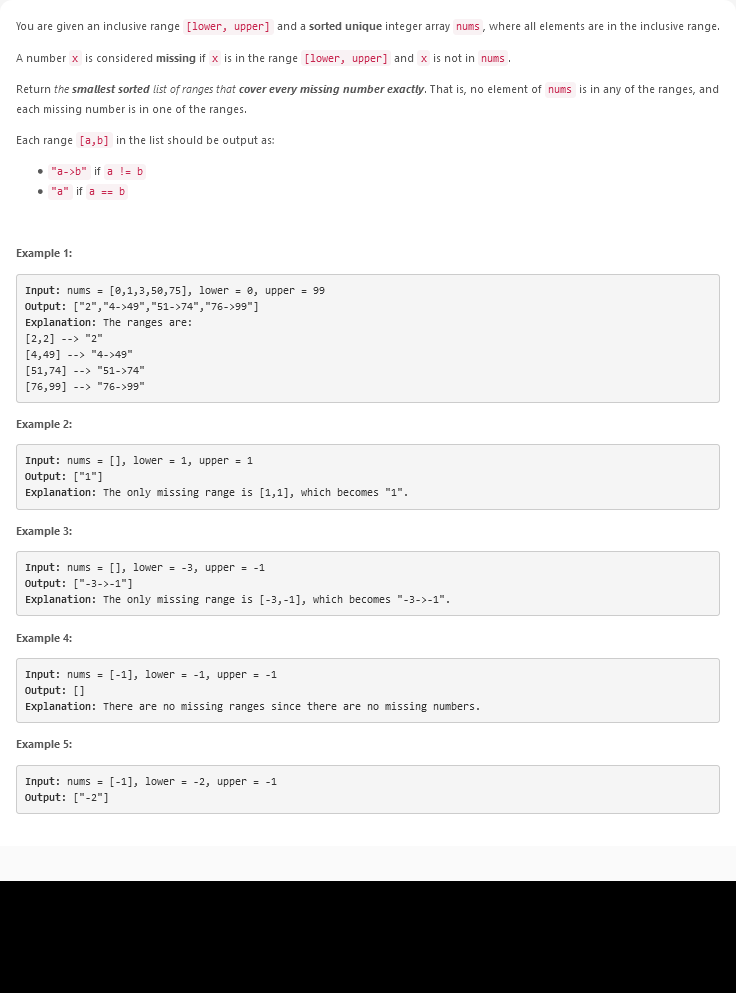 You are given an inclusive range [lower, upper] and a sorted unique integer array nums, where all elements are in the inclusive range.
A number x is considered missing if x is in the range [lower, upper] and x is not in nums.
Return the smallest sorted list of ranges that cover every missing number exactly. That is, no element of nums is in any of the ranges, and
each missing number is in one of the ranges.
Each range [a,b] in the list should be output as:
• "a->b" if a != b
• "a" if a == b
Example 1:
Input: nums = [0,1,3,50,75], lower = 0, upper = 99
Output: ["2","4->49","51->74","76->99"]
Explanation: The ranges are:
[2,2] --> "2"
[4,49] --> "4->49"
[51,74] --> "51->74"
[76,99] --> "76->99"
Example 2:
Input: nums = [], lower = 1, upper = 1
Output: ["1"]
Explanation: The only missing range is [1,1], which becomes "1".
Example 3:
Input: nums = [], lower = -3, upper = -1
Output: ["-3->-1"]
Explanation: The only missing range is [-3,-1], which becomes "-3->-1".
Example 4:
Input: nums = [-1], lower = -1, upper = -1
Output: []
Explanation: There are no missing ranges since there are no missing numbers.
Example 5:
Input: nums = [-1], lower = -2, upper = -1
Output: ["-2"]